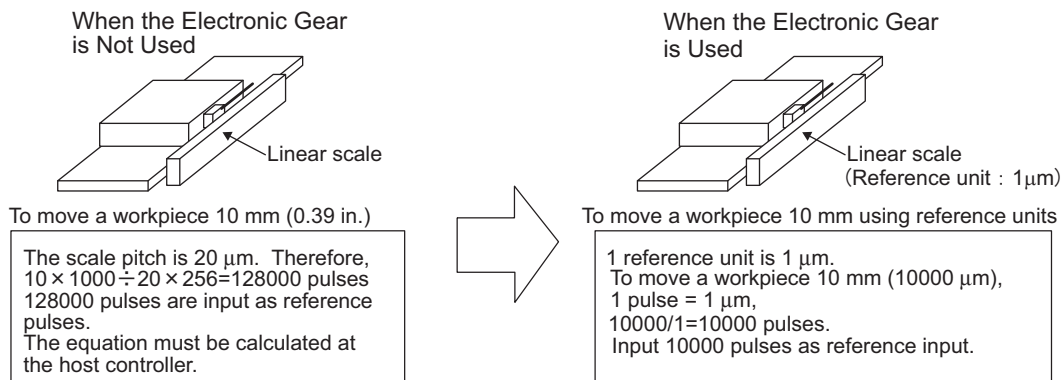 When the Electronic Gear
is Not Used
Linear scale
To move a workpiece 10 mm (0.39 in.)
The scale pitch is 20 μm. Therefore,
10×1000÷20×256=128000 pulses
128000 pulses are input as reference
pulses.
The equation must be calculated at
the host controller.
When the Electronic Gear
is Used
Linear scale
(Reference unit : 1μm)
To move a workpiece 10 mm using reference units
1 reference unit is 1 μm.
To move a workpiece 10 mm (10000 μm),
1 pulse = 1 μm,
10000/1=10000 pulses.
Input 10000 pulses as reference input.